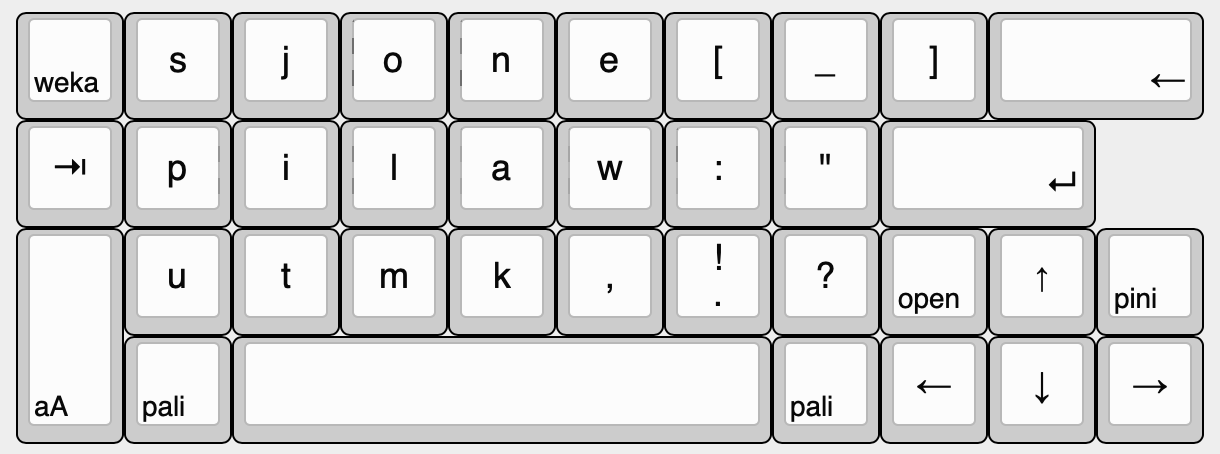 weka s j o n e [ _ ] ←
⇥ p i l a w : " ↵
u t m k , ! . ? open ↑ pini
aA pali pali ← ↓ →